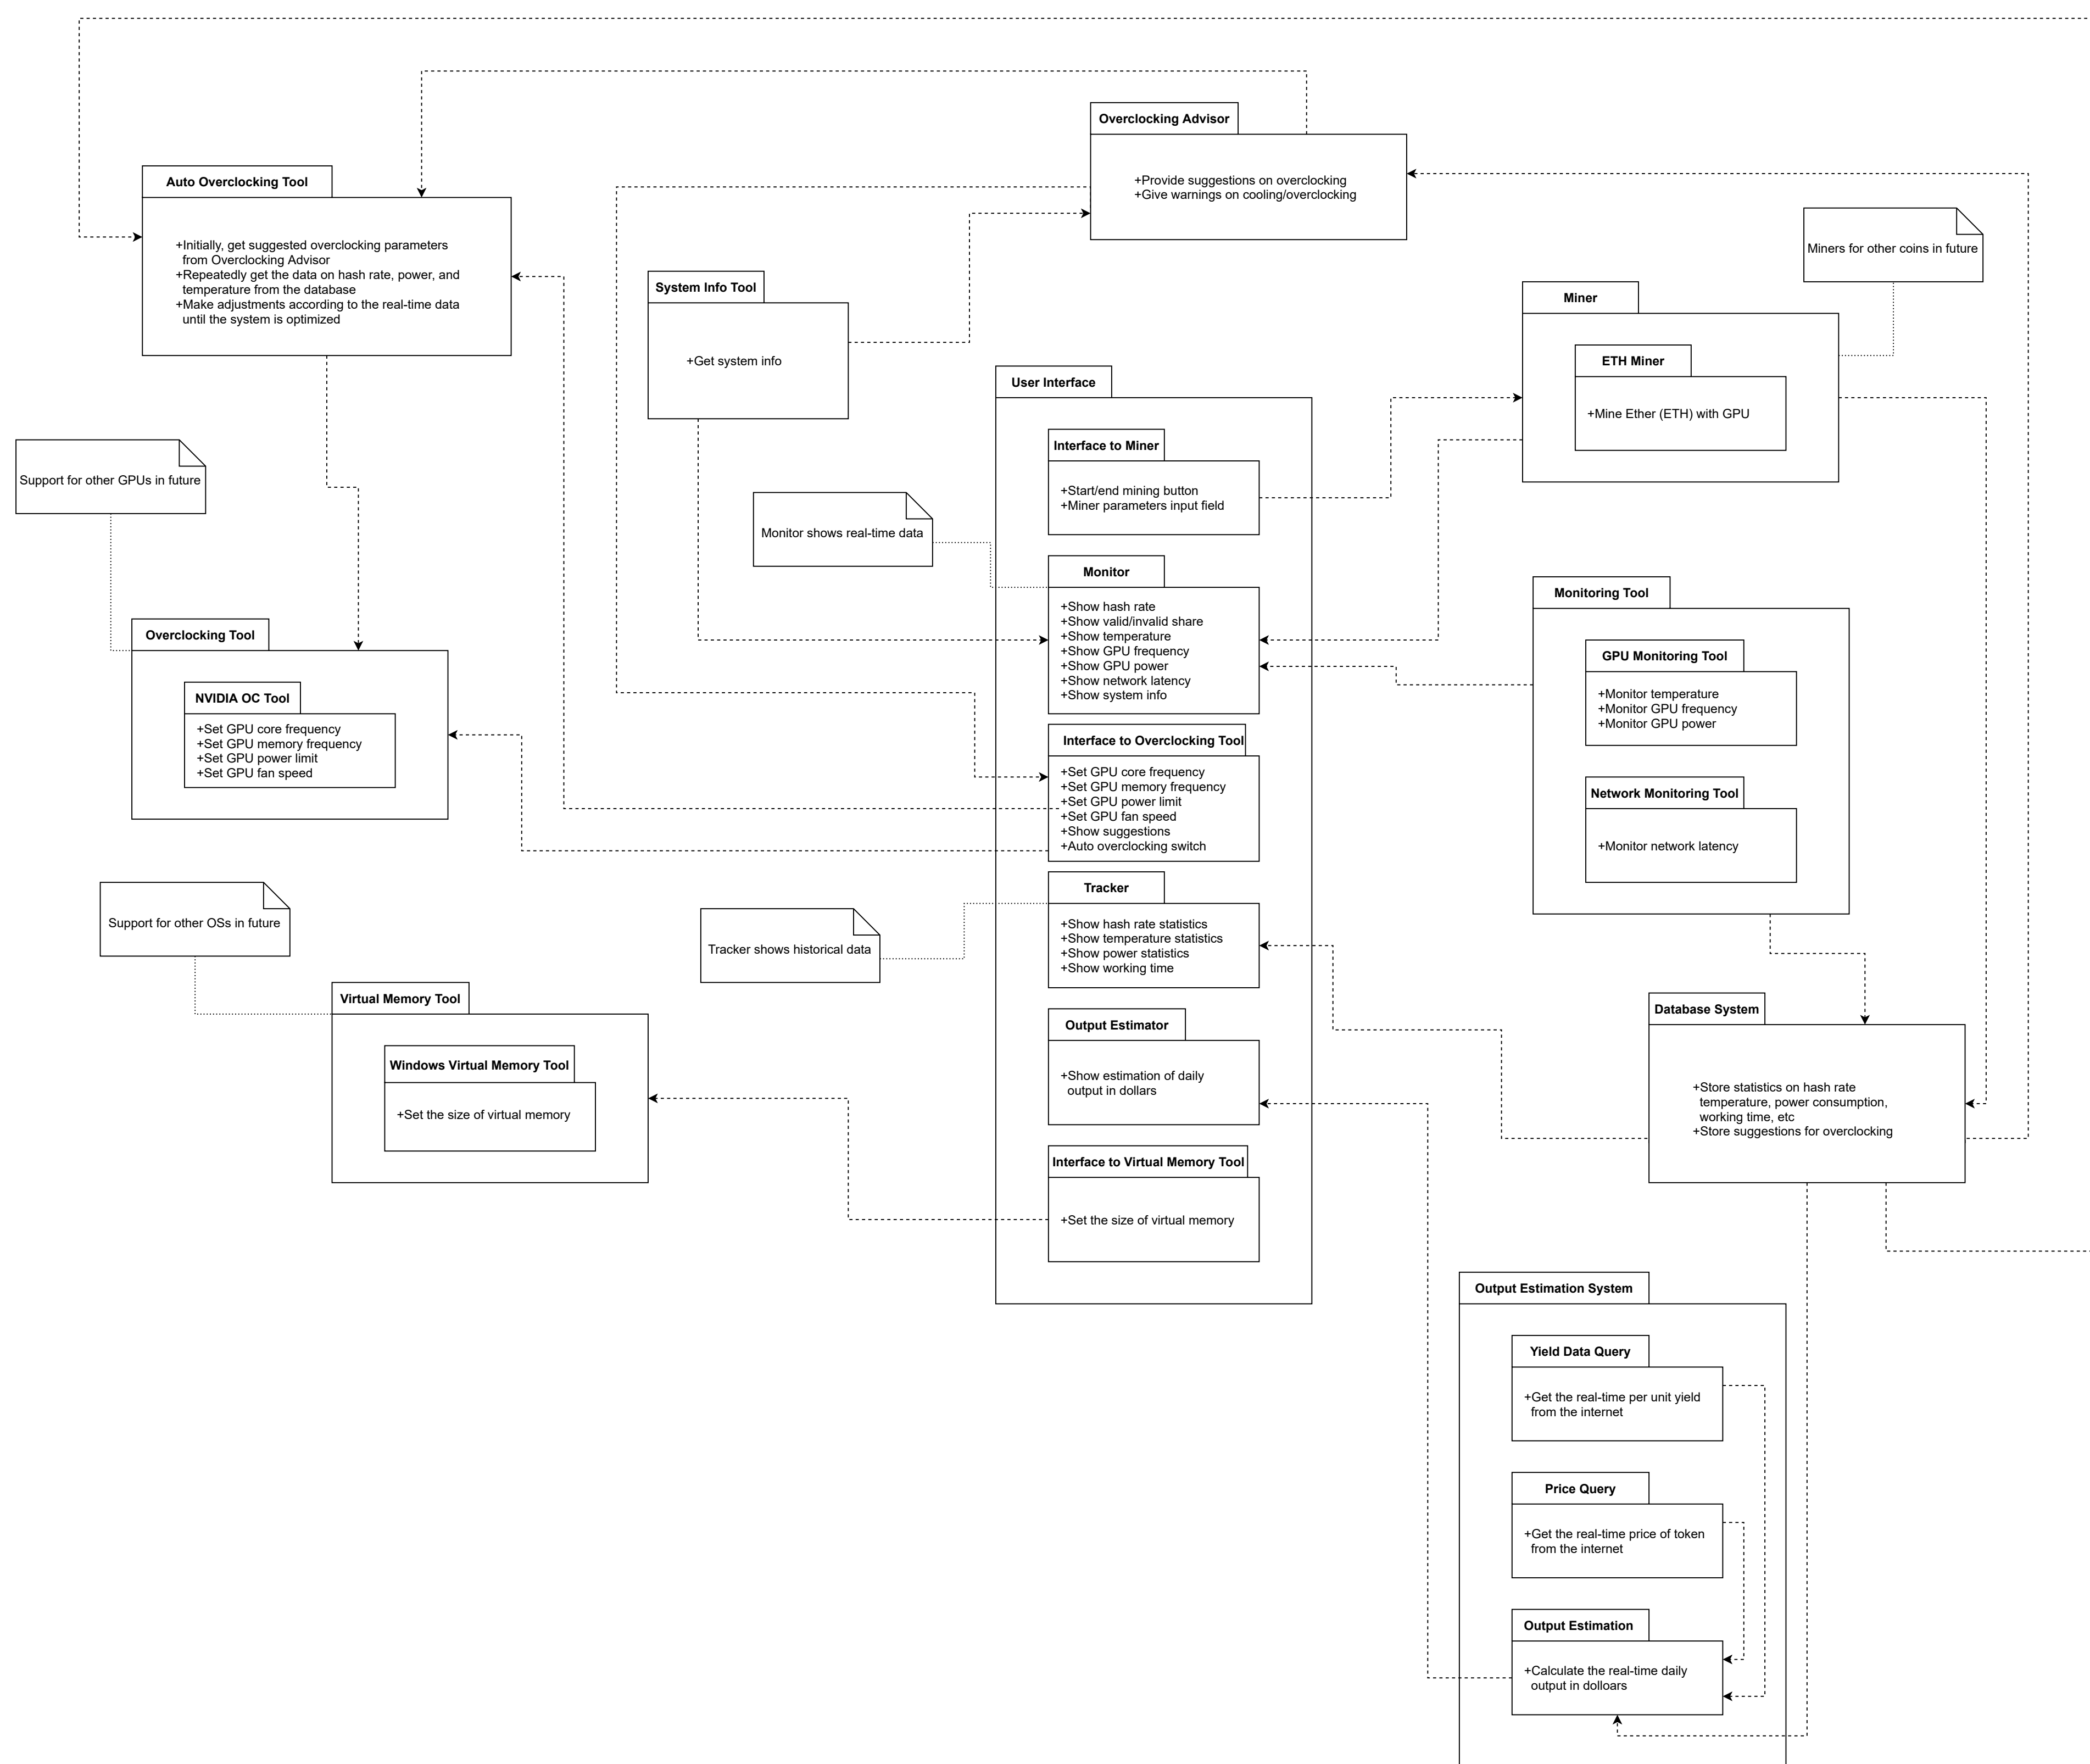 Overclocking Advisor
+Provide suggestions on overclocking
+Give warnings on cooling/overclocking
Auto Overclocking Tool
+Initially, get suggested overclocking parameters
from Overclocking Advisor
+Repeatedly get the data on hash rate, power, and
temperature from the database
+Make adjustments according to the real-time data
until the system is optimized
System Info Tool
+Get system info
Miners for other coins in future
Miner
ETH Miner
+Mine Ether (ETH) with GPU
User Interface
Interface to Miner
+Start/end mining button
+Miner parameters input field
Support for other GPUs in future
Monitor shows real-time data
Monitor
+Show hash rate
+Show valid/invalid share
+Show temperature
+Show GPU frequency
+Show GPU power
+Show network latency
+Show system info
Monitoring Tool
GPU Monitoring Tool
+Monitor temperature
+Monitor GPU frequency
+Monitor GPU power
Network Monitoring Tool
+Monitor network latency
Overclocking Tool
NVIDIA OC Tool
+Set GPU core frequency
+Set GPU memory frequency
+Set GPU power limit
+Set GPU fan speed
Interface to Overclocking Tool
+Set GPU core frequency
+Set GPU memory frequency
+Set GPU power limit
+Set GPU fan speed
+Show suggestions
+Auto overclocking switch
Support for other OSs in future
Tracker shows historical data
Tracker
+Show hash rate statistics
+Show temperature statistics
+Show power statistics
+Show working time
Virtual Memory Tool
Windows Virtual Memory Tool
+Set the size of virtual memory
Output Estimator
+Show estimation of daily
output in dollars
Database System
+Store statistics on hash rate
temperature, power consumption,
working time, etc
+Store suggestions for overclocking
Interface to Virtual Memory Tool
+Set the size of virtual memory
Output Estimation System
Yield Data Query
+Get the real-time per unit yield
from the internet
Price Query
+Get the real-time price of token
from the internet
Output Estimation
+Calculate the real-time daily
output in dolloars